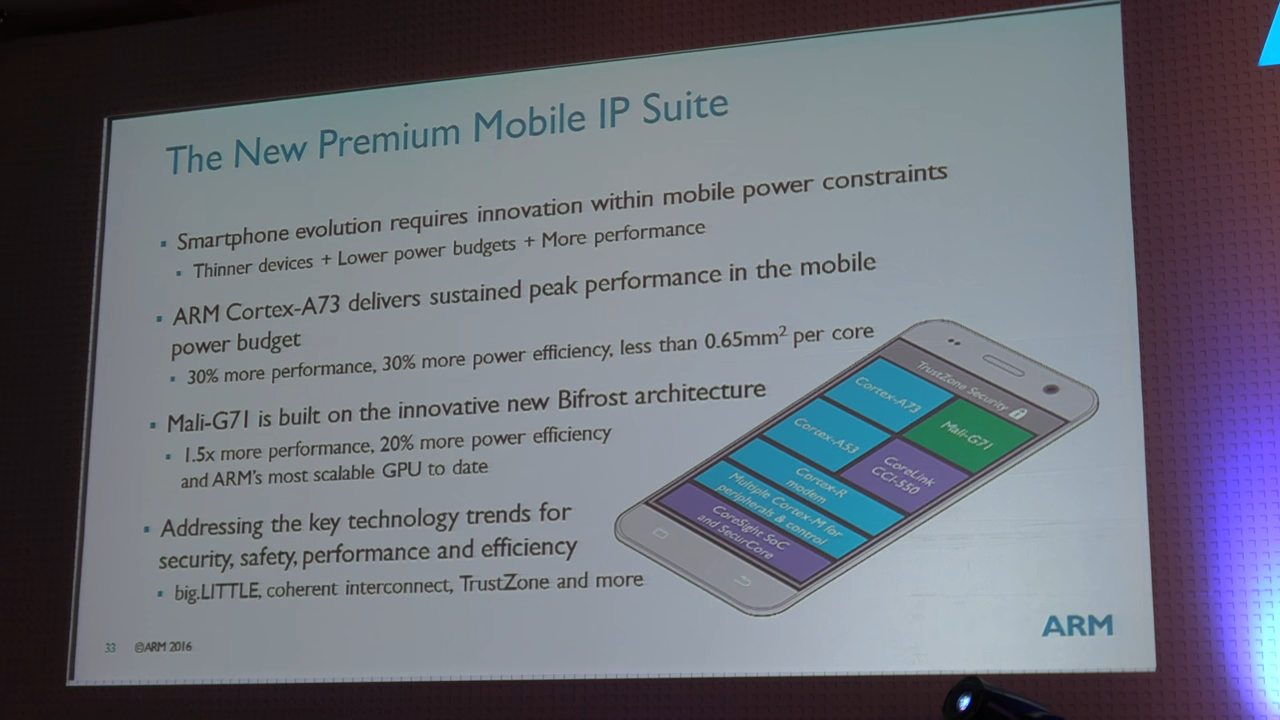 The New Premium Mobile IP Suite
▪ Smartphone evolution requires innovation within mobile power constraints
▪ Thinner devices + Lower power budgets + More performance
▪ ARM Cortex-A73 delivers sustained peak performance in the mobile
power budget
▪ 30% more performance, 30% more power efficiency, less than 0.65mm² per core
▪ Mali-G71 is built on the innovative new Bifrost architecture
▪ 1.5x more performance, 20% more power efficiency
and ARM's most scalable GPU to date
▪ Addressing the key technology trends for
security, safety, performance and efficiency
▪ big.LITTLE, coherent interconnect, TrustZone and more
TrustZone Security
Cortex-A73
Mali-G71
Cortex-A53
CoreLink
CCI-550
Cortex-R
modem
Multiple Cortex-M for
peripherals & control
CoreSight SoC
and SecurCore
33 ©ARM 2016
ARM